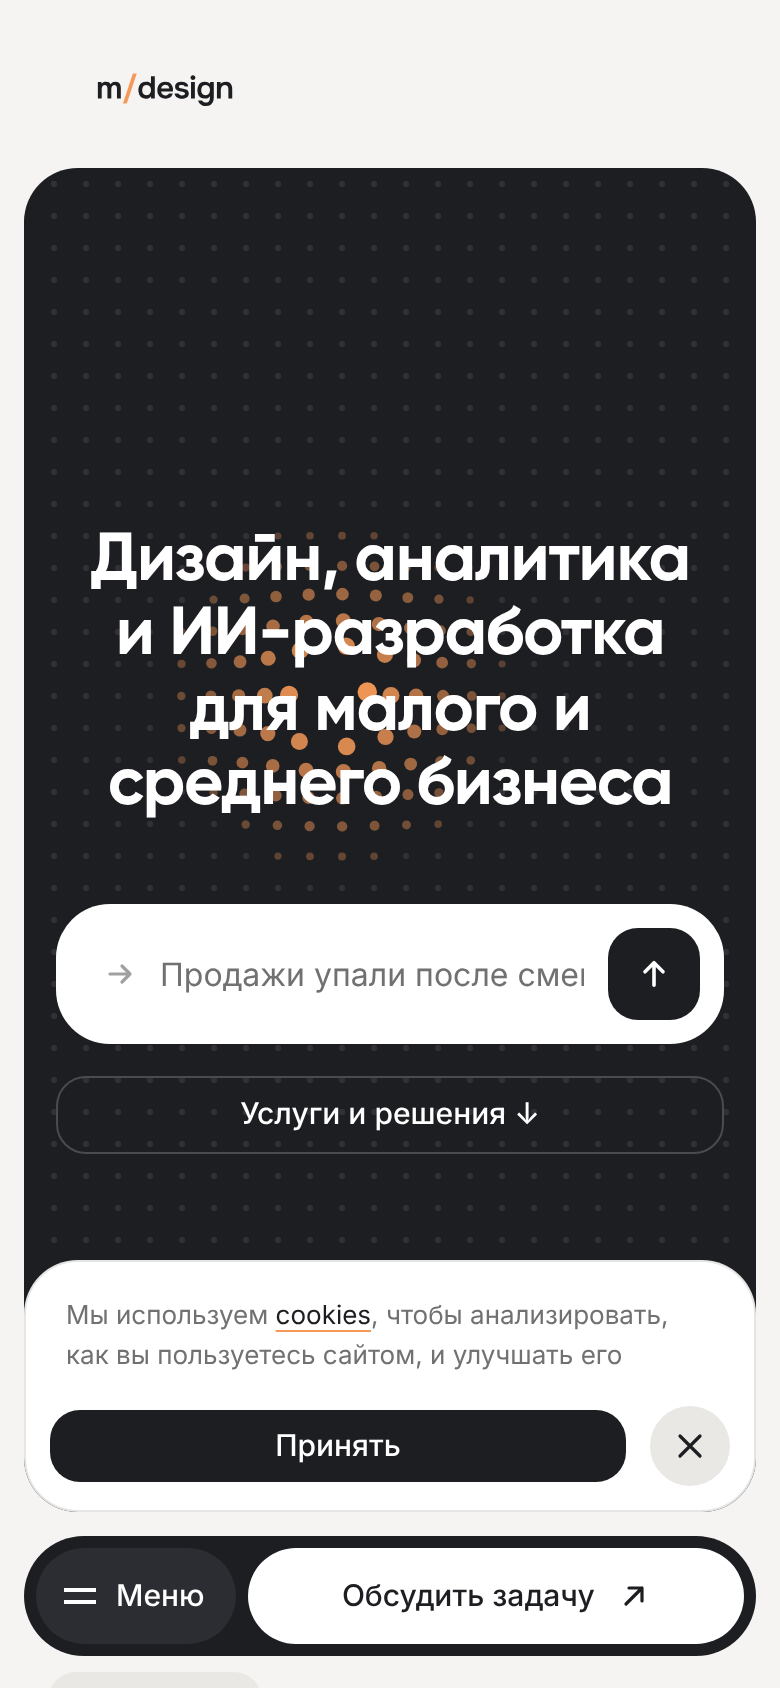 m/design
Дизайн, аналитика
и ИИ-разработка
для малого и
среднего бизнеса
→ Продажи упали после сме
Услуги и решения ↓
Мы используем cookies, чтобы анализировать,
как вы пользуетесь сайтом, и улучшать его
Принять
Меню
Обсудить задачу ↗